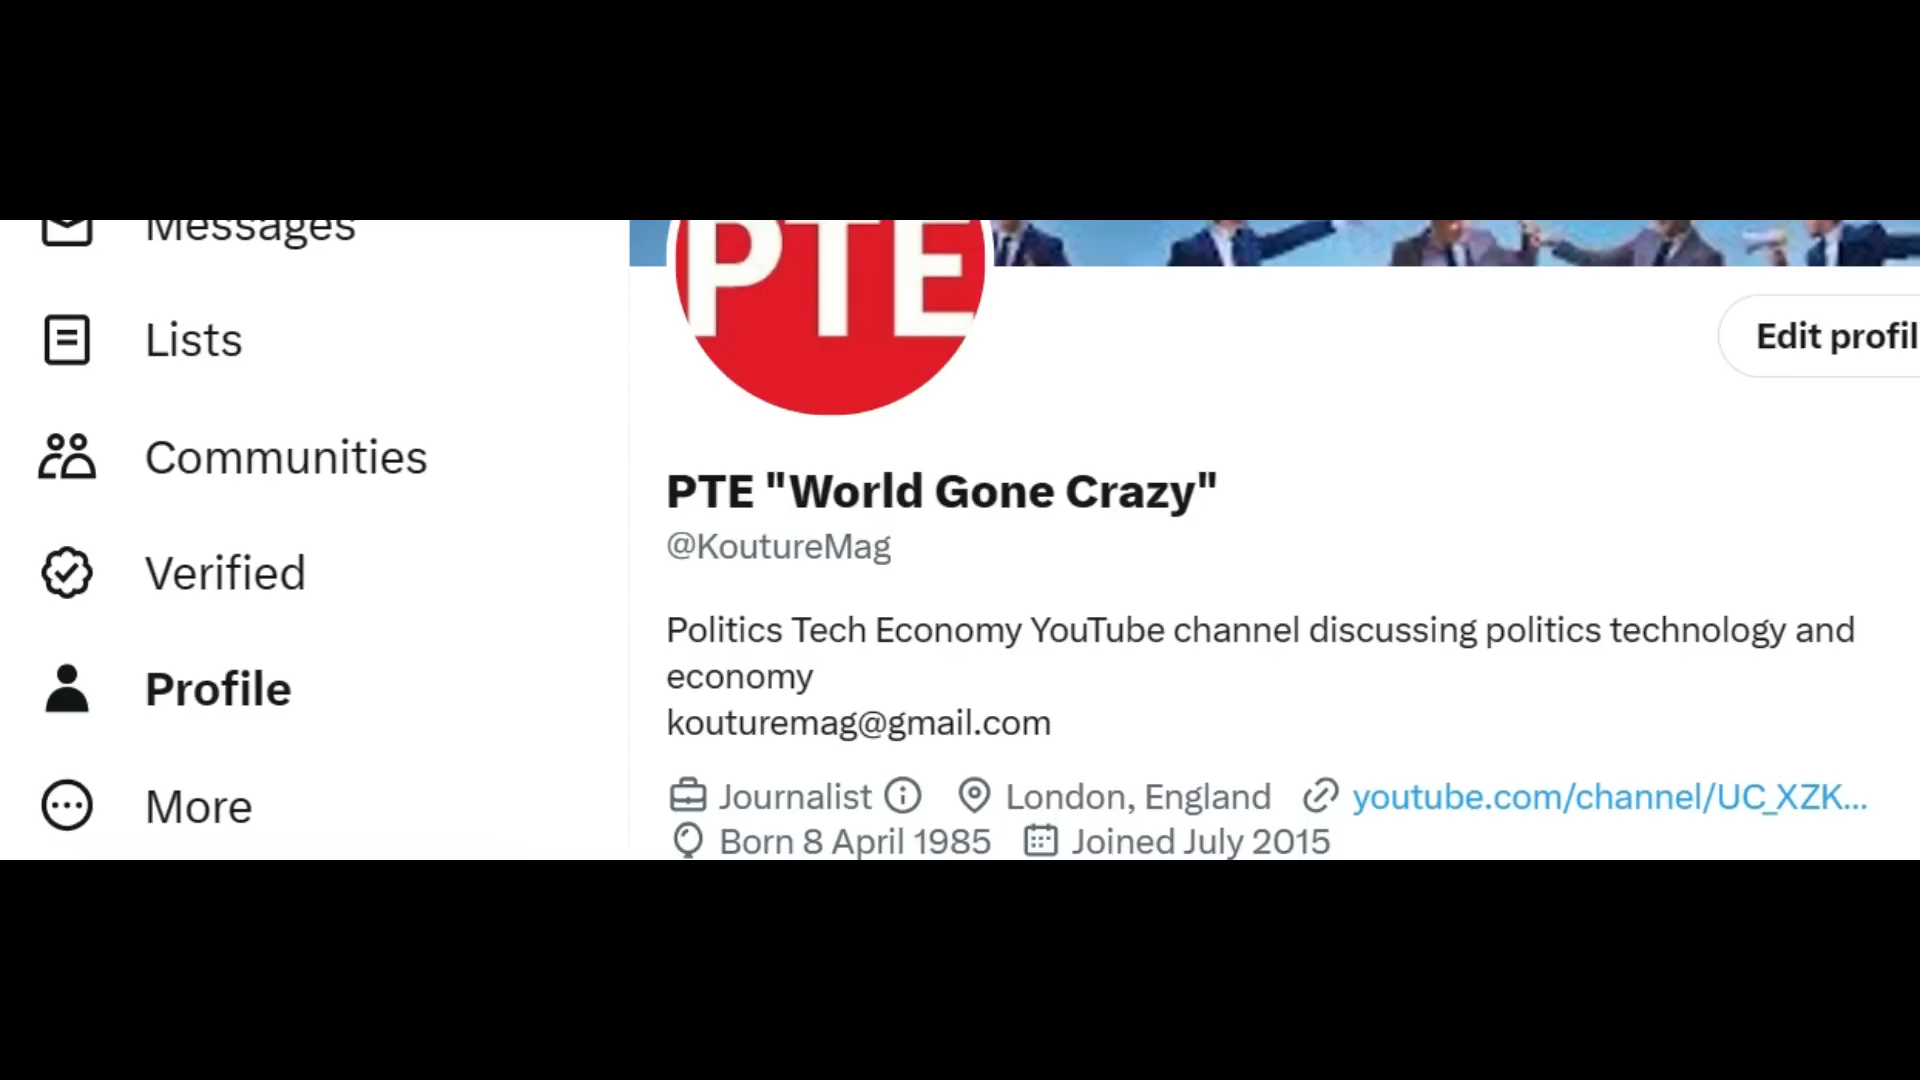 Messages
Lists
Communities
Verified
Profile
More
PTE
Edit profil
PTE "World Gone Crazy"
@KoutureMag
Politics Tech Economy YouTube channel discussing politics technology and
economy
kouturemag@gmail.com
Journalist London, England youtube.com/channel/UC_XZK...
Born 8 April 1985 Joined July 2015